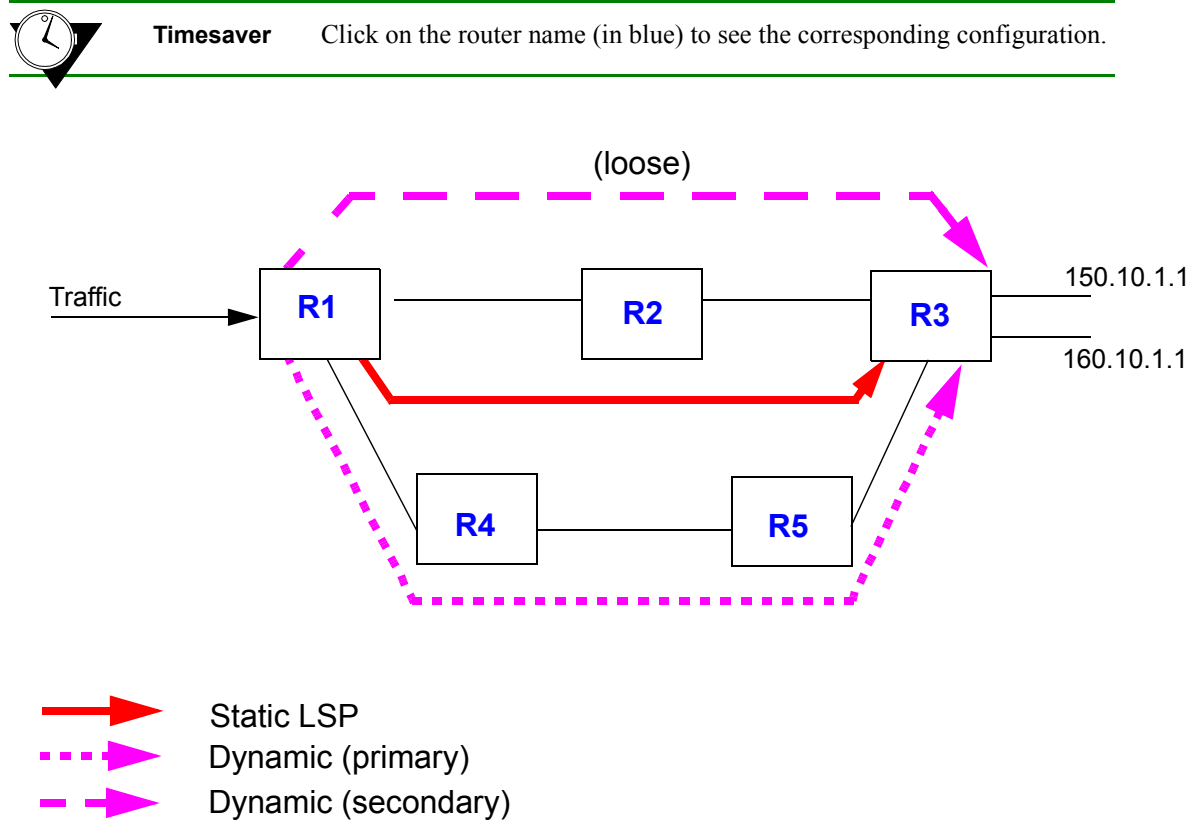 Timesaver Click on the router name (in blue) to see the corresponding configuration.
(loose)
Traffic
R1
R2
R3
150.10.1.1
160.10.1.1
R4
R5
Static LSP
Dynamic (primary)
Dynamic (secondary)